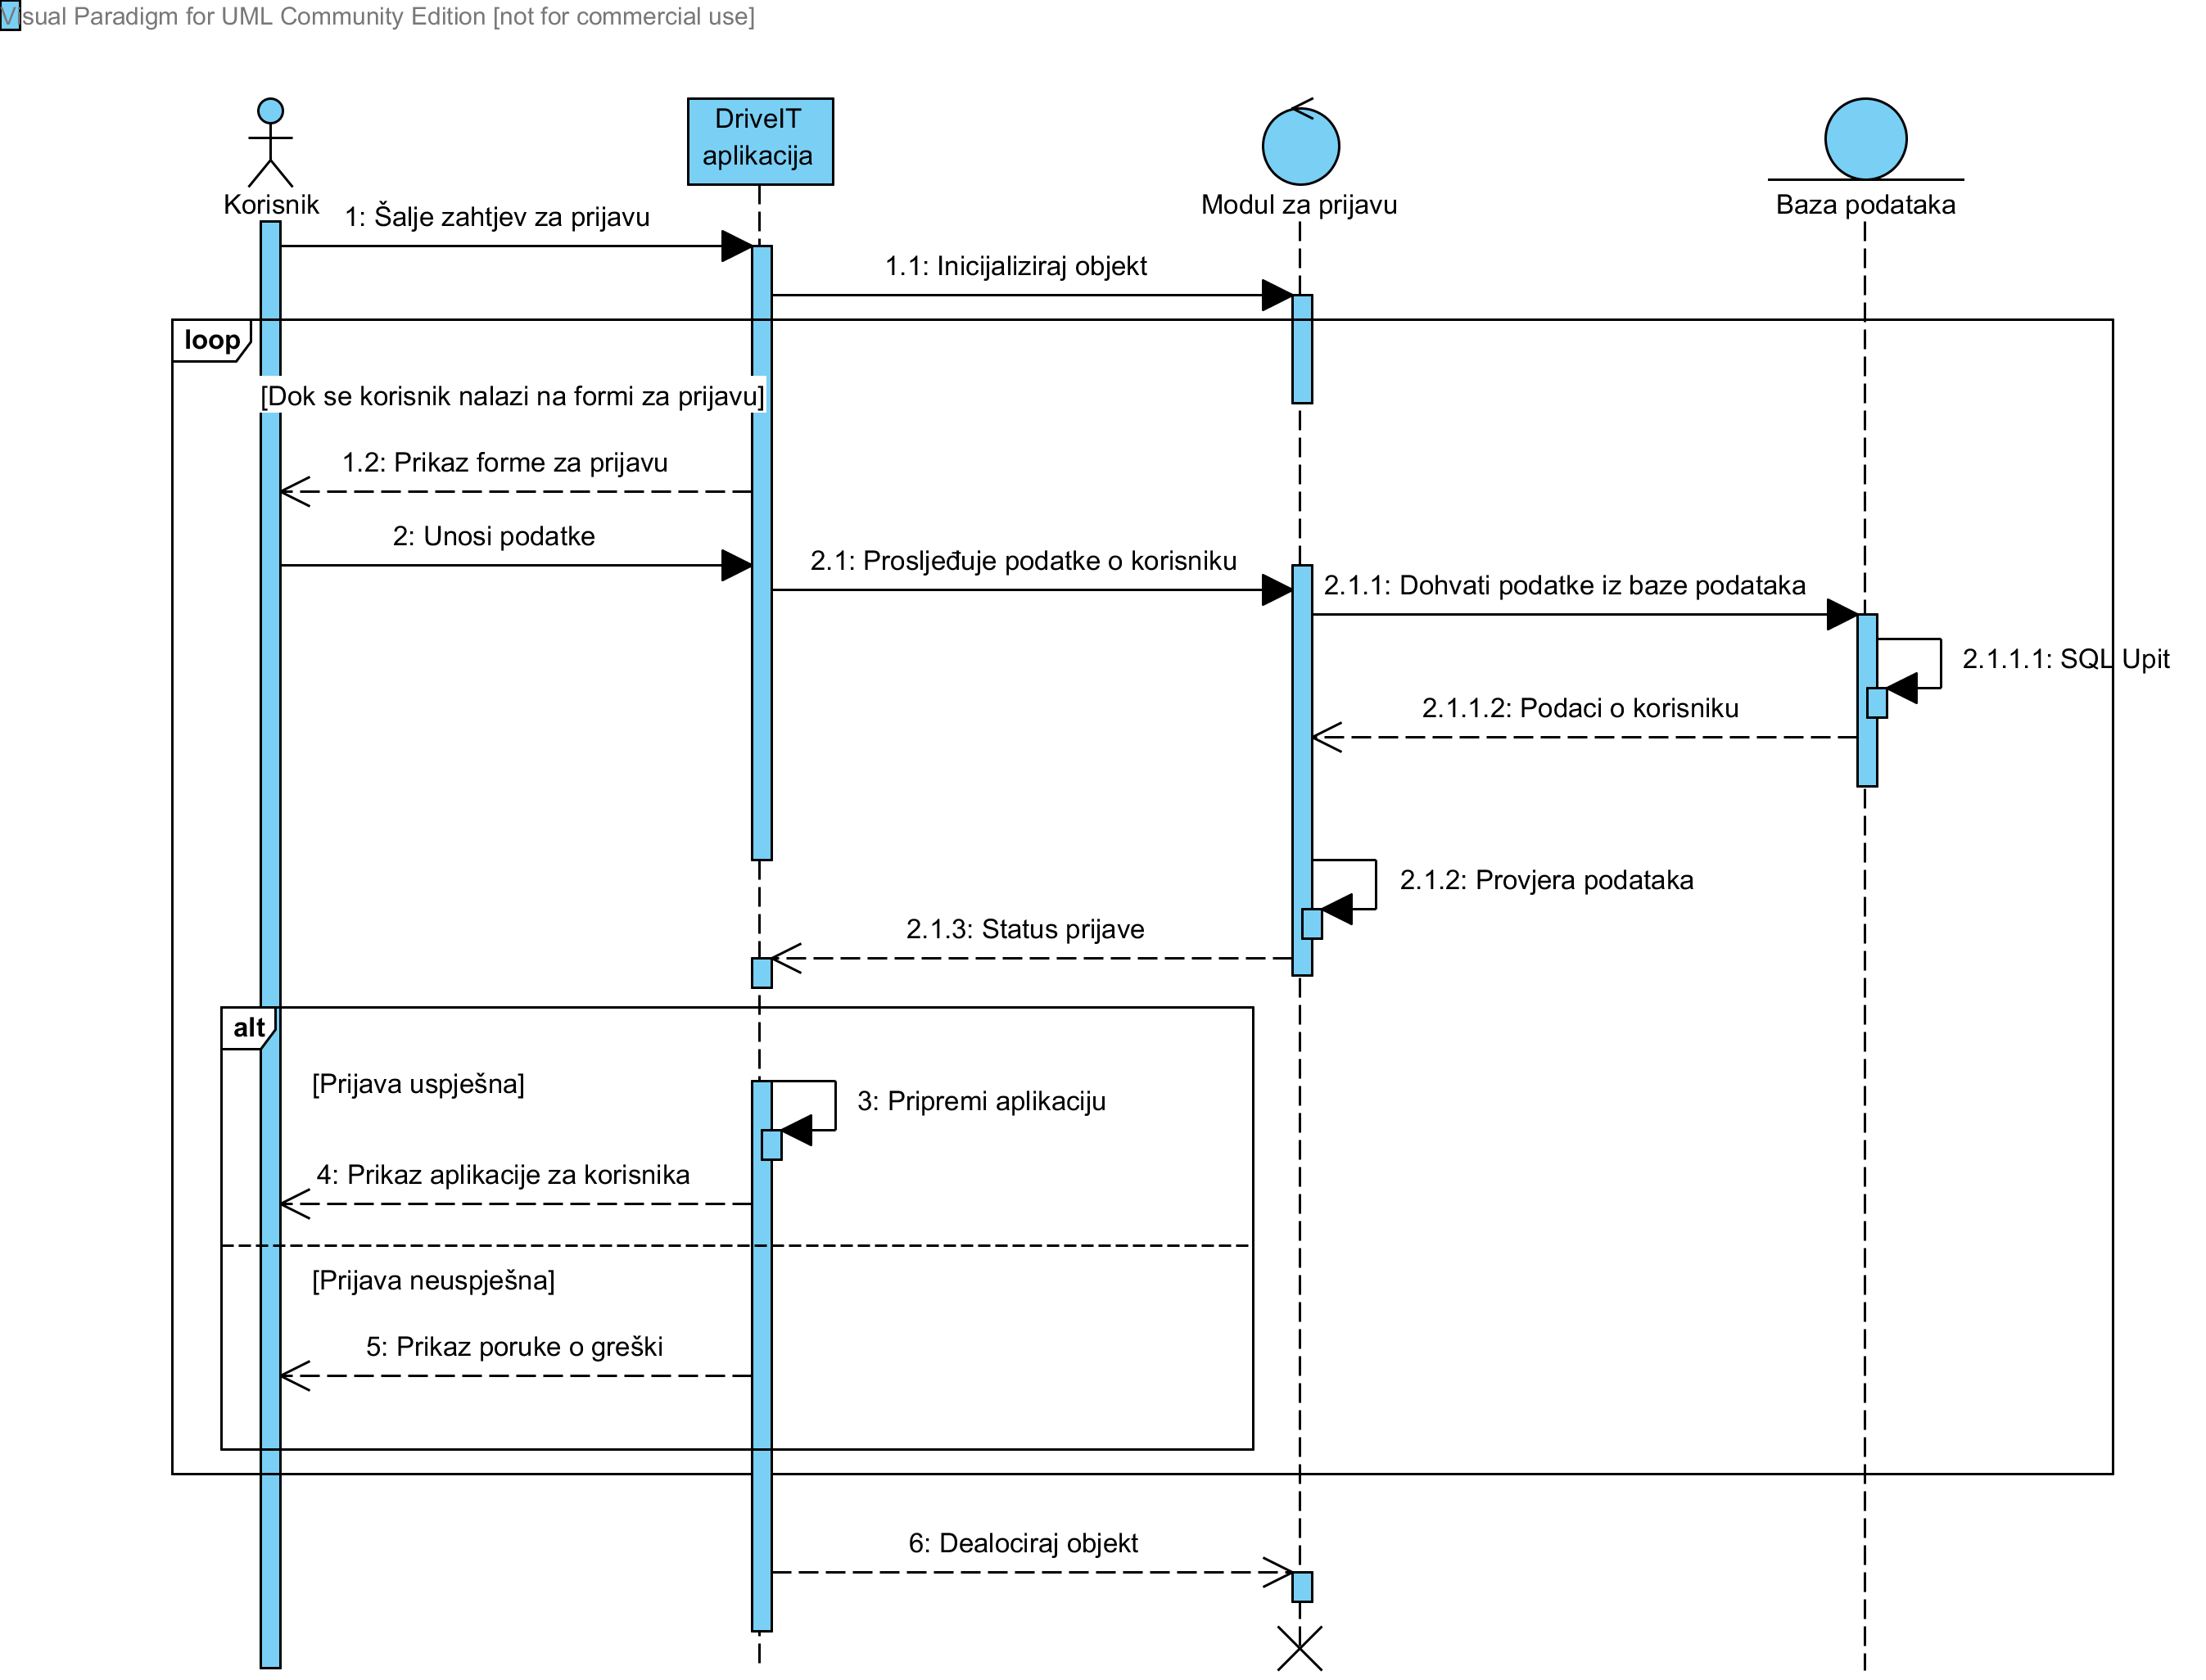 Visual Paradigm for UML Community Edition [not for commercial use]
DriveIT
aplikacija
Korisnik
Modul za prijavu
Baza podataka
1: Šalje zahtjev za prijavu
1.1: Inicijaliziraj objekt
loop
[Dok se korisnik nalazi na formi za prijavu]
1.2: Prikaz forme za prijavu
2: Unosi podatke
2.1: Prosljeđuje podatke o korisniku
2.1.1: Dohvati podatke iz baze podataka
2.1.1.1: SQL Upit
2.1.1.2: Podaci o korisniku
2.1.2: Provjera podataka
2.1.3: Status prijave
alt
[Prijava uspješna]
3: Pripremi aplikaciju
4: Prikaz aplikacije za korisnika
[Prijava neuspješna]
5: Prikaz poruke o greški
6: Dealociraj objekt